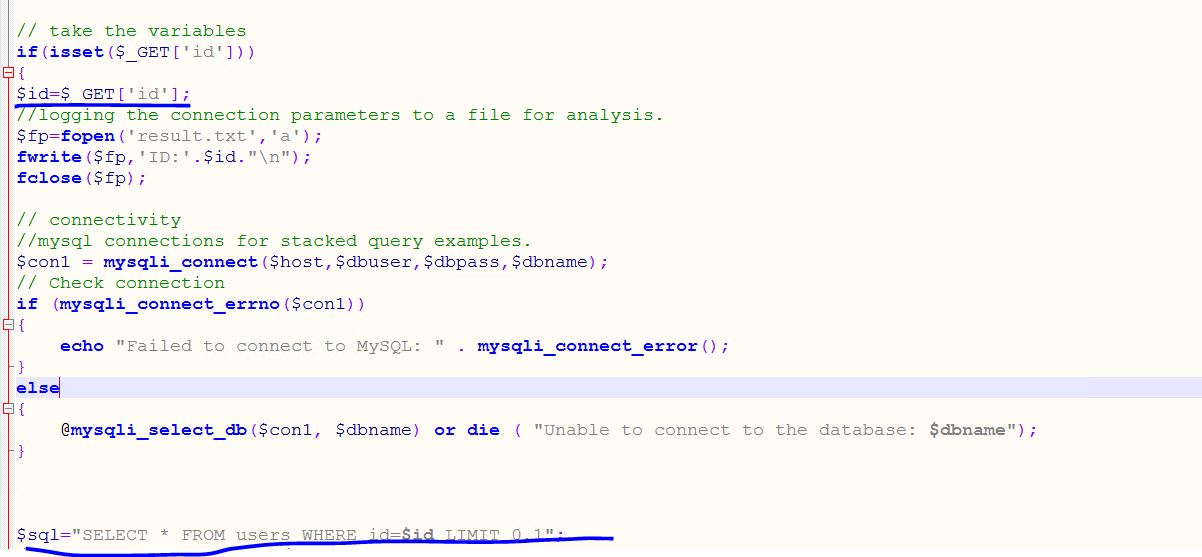 // take the variables
if(isset($_GET['id']))
{
$id=$_GET['id'];
//logging the connection parameters to a file for analysis.
$fp=fopen('result.txt','a');
fwrite($fp,'ID:'.$id."\n");
fclose($fp);
// connectivity
//mysql connections for stacked query examples.
$con1 = mysqli_connect($host,$dbuser,$dbpass,$dbname);
// Check connection
if (mysqli_connect_errno($con1))
{
echo "Failed to connect to MySQL: " . mysqli_connect_error();
}
else
{
@mysqli_select_db($con1, $dbname) or die ( "Unable to connect to the database: $dbname");
}
$sql="SELECT * FROM users WHERE id=$id LIMIT 0,1";